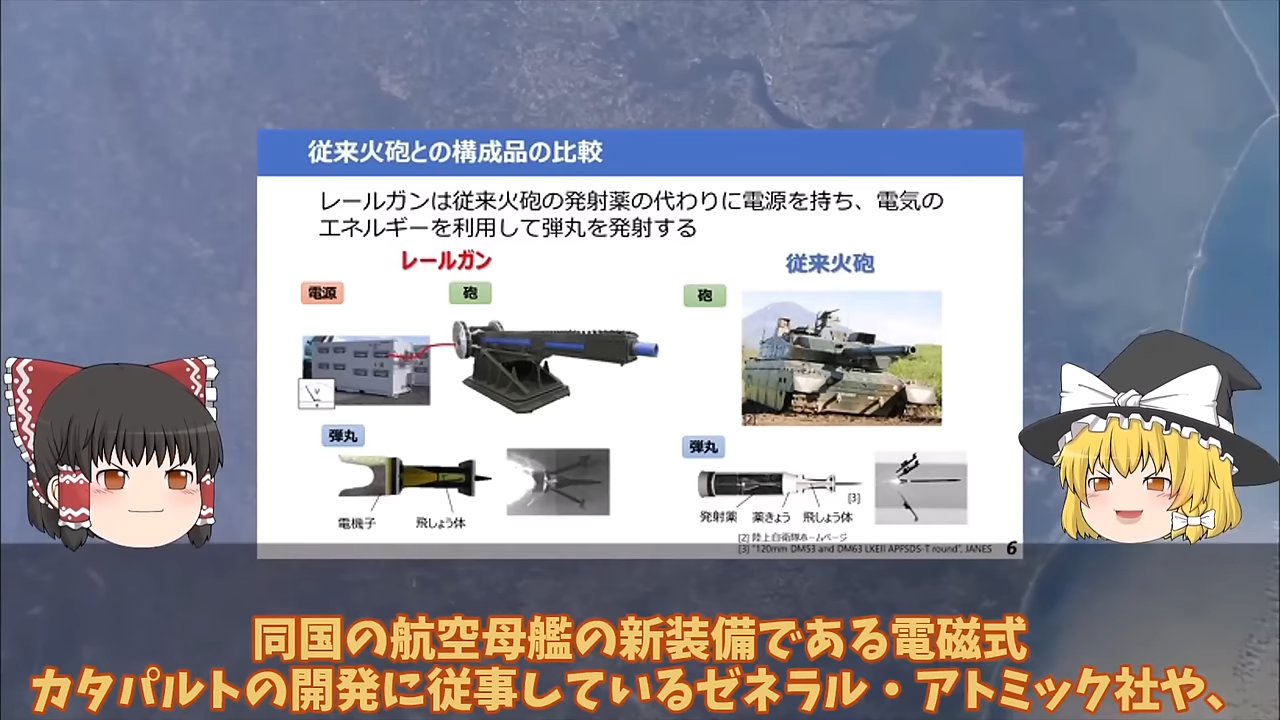 従来火砲との構成品の比較
レールガンは従来火砲の発射薬の代わりに電源を持ち、電気の
エネルギーを利用して弾丸を発射する
レールガン
従来火砲
電源
砲
砲
弾丸
弾丸
電機子
飛しょう体
発射薬
薬きょう
飛しょう体
[3]
[2] 陸上自衛隊ホームページ
[3] "120mm DM53 and DM63 LKEII APFSDS-T round", JANES
6
同国の航空母艦の新装備である電磁式
カタパルトの開発に従事しているゼネラル・アトミック社や、